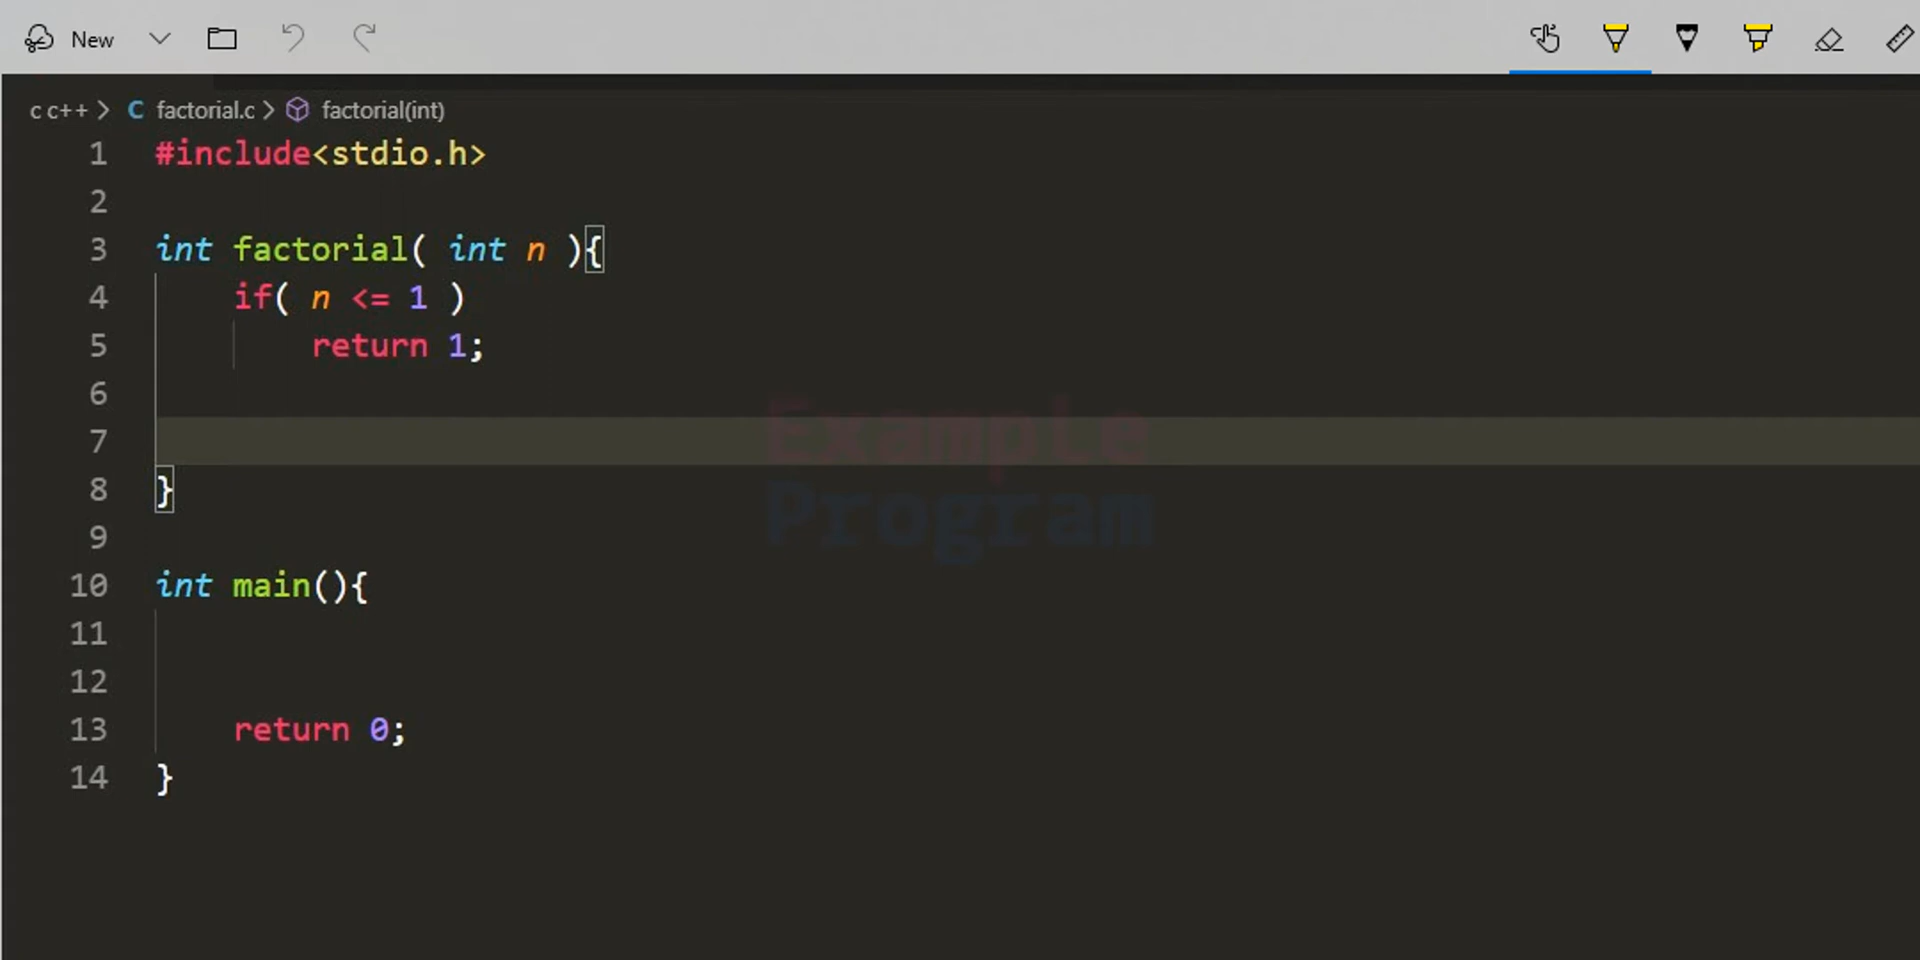 New
c c++ > C factorial.c > factorial(int)
1 #include<stdio.h>
2
3 int factorial( int n ){
4 if( n <= 1 )
5 return 1;
6
7
8 }
9
10 int main(){
11
12
13 return 0;
14 }
Example
Program